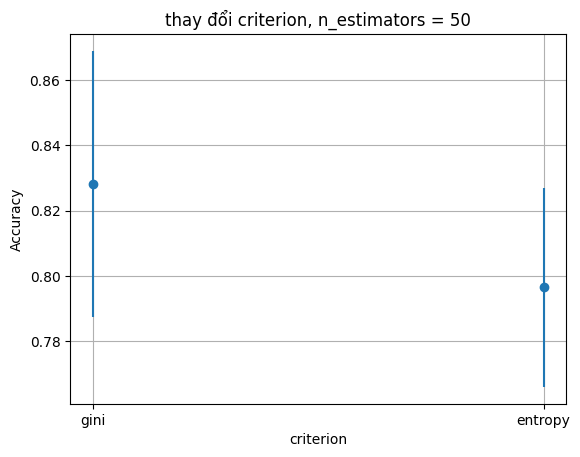 thay đổi criterion, n_estimators = 50
Accuracy
0.86
0.84
0.82
0.80
0.78
gini
entropy
criterion